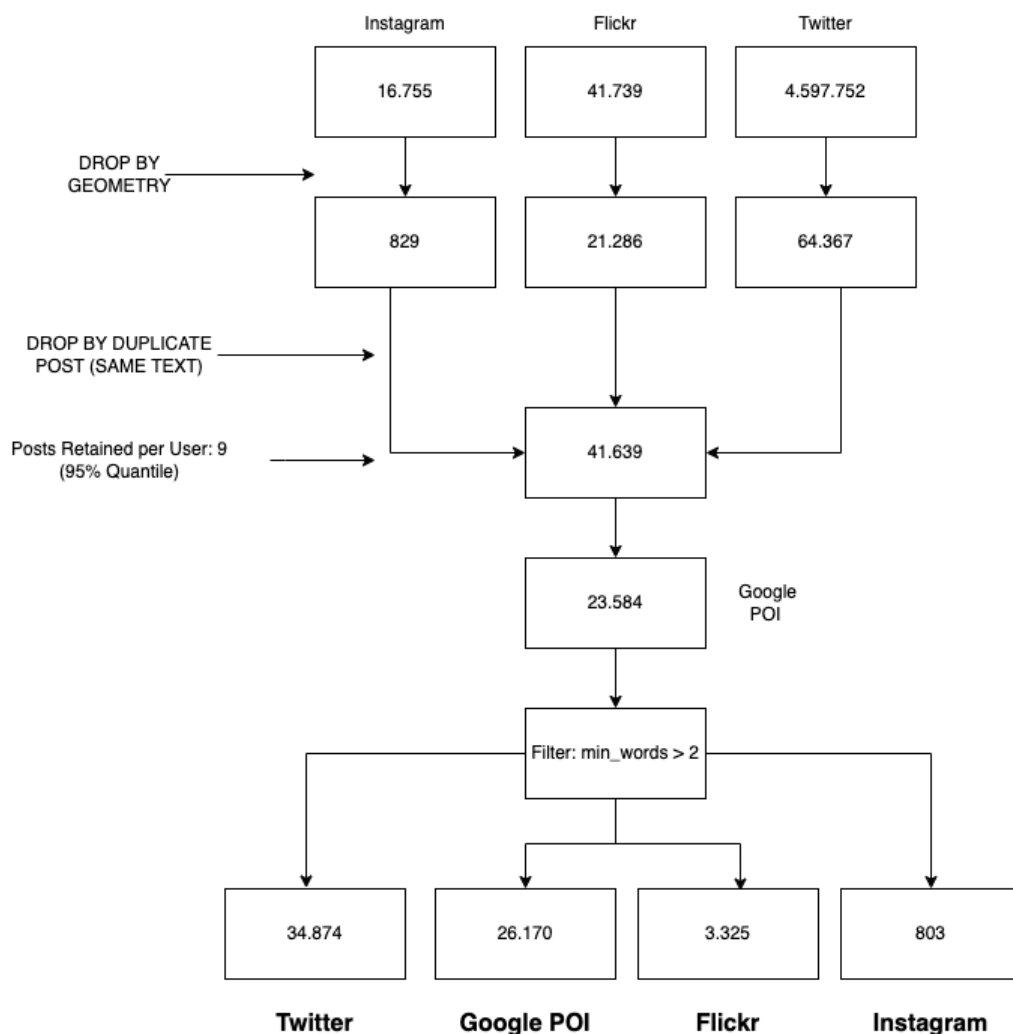 Instagram
Flickr
Twitter
16.755
41.739
4.597.752
DROP BY
GEOMETRY
829
21.286
64.367
DROP BY DUPLICATE
POST (SAME TEXT)
Posts Retained per User: 9
(95% Quantile)
41.639
23.584
Google
POI
Filter: min_words > 2
34.874
26.170
3.325
803
Twitter
Google POI
Flickr
Instagram